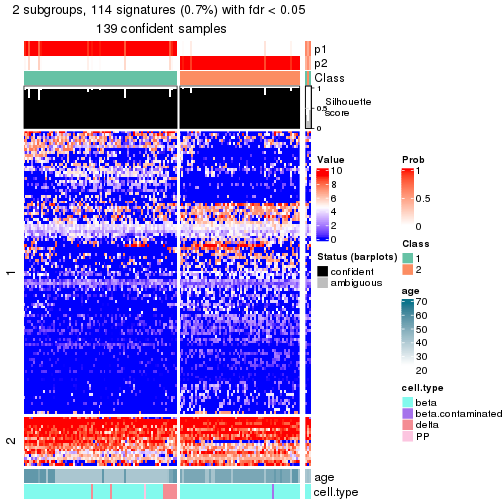 2 subgroups, 114 signatures (0.7%) with fdr < 0.05
139 confident samples
p1
p2
Class
1
0.5
0
Silhouette
score
1
2
age
cell.type
Value
10
8
6
4
2
0
Status (barplots)
confident
ambiguous
Prob
1
0.5
0
Class
1
2
age
70
60
50
40
30
20
cell.type
beta
beta.contaminated
delta
PP